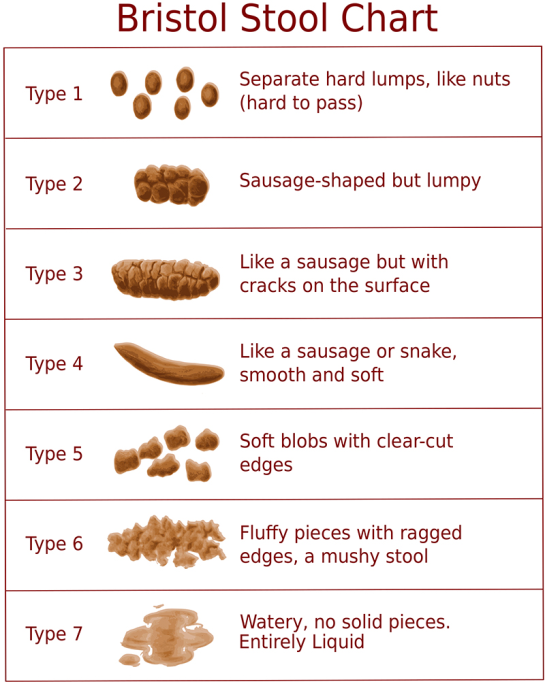 Bristol Stool Chart
Type 1
Separate hard lumps, like nuts
(hard to pass)
Type 2
Sausage-shaped but lumpy
Type 3
Like a sausage but with
cracks on the surface
Type 4
Like a sausage or snake,
smooth and soft
Type 5
Soft blobs with clear-cut
edges
Type 6
Fluffy pieces with ragged
edges, a mushy stool
Type 7
Watery, no solid pieces.
Entirely Liquid